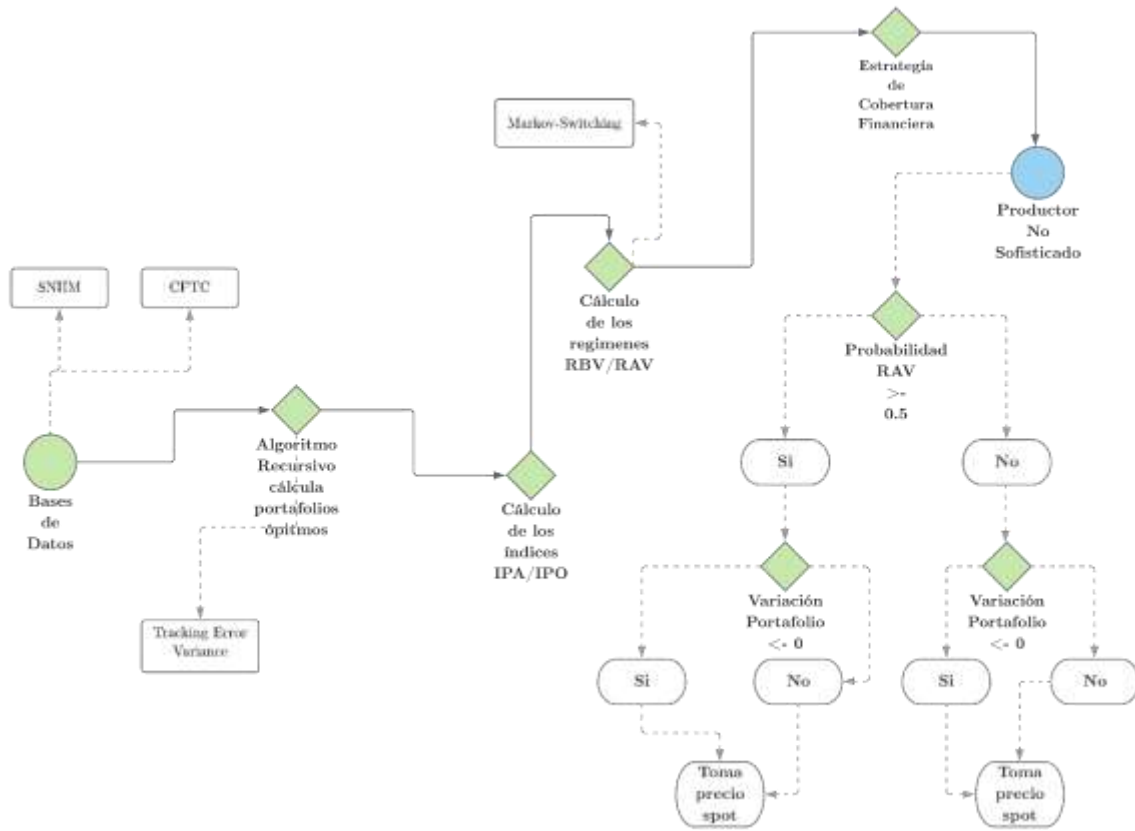 Estrategia
de
Cobertura
Financiera
Markov-Switching
Productor
No
Sofisticado
SNIIM
CFTC
Cálculo
de los
regimenes
RBV/RAV
Probabilidad
RAV
>=
0.5
Algoritmo
Recursivo
cálcula
portafolios
ópitmos
Si
No
Bases
de
Datos
Cálculo
de los
índices
IPA/IPO
Variación
Portafolio
<= 0
Variación
Portafolio
<= 0
Tracking Error
Variance
Si
No
Si
No
Toma
precio
spot
Toma
precio
spot